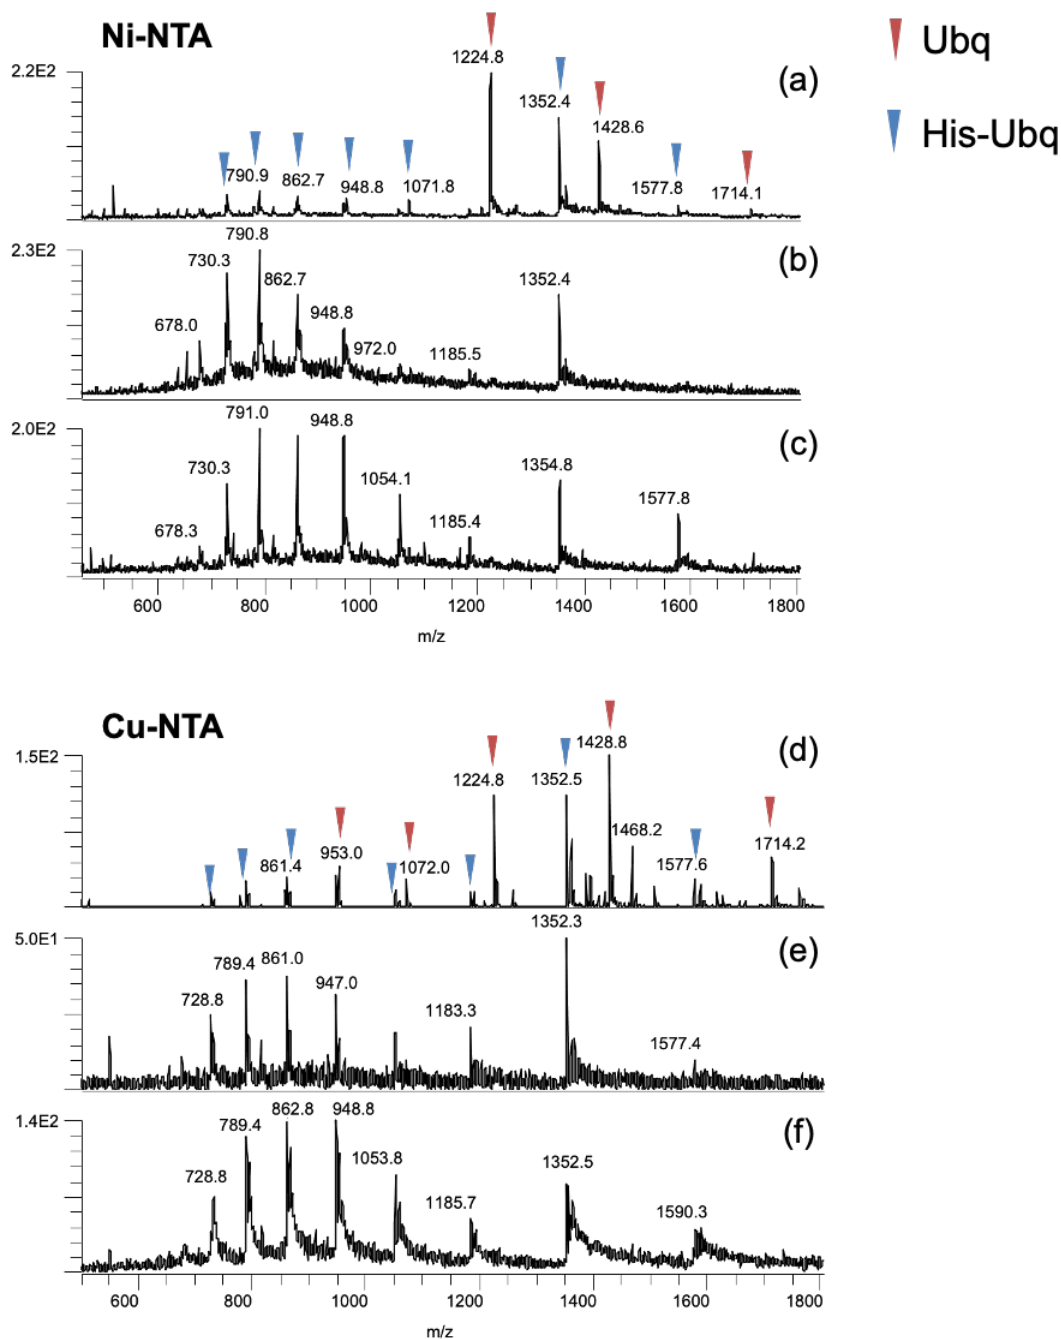 Ni-NTA
Ubq
His-Ubq
(a)
2.2E2
1224.8
1352.4
1428.6
790.9
862.7
948.8
1071.8
1577.8
1714.1
(b)
2.3E2
790.8
730.3
862.7
1352.4
948.8
678.0
972.0
1185.5
(c)
2.0E2
791.0
948.8
730.3
1054.1
1354.8
678.3
1185.4
1577.8
600 800 1000 1200 1400 1600 1800
m/z
Cu-NTA
(d)
1.5E2
1428.8
1224.8
1352.5
861.4
953.0
1072.0
1468.2
1577.6
1714.2
(e)
5.0E1
1352.3
789.4
861.0
947.0
728.8
1183.3
1577.4
(f)
1.4E2
862.8
948.8
789.4
728.8
1053.8
1185.7
1352.5
1590.3
600 800 1000 1200 1400 1600 1800
m/z